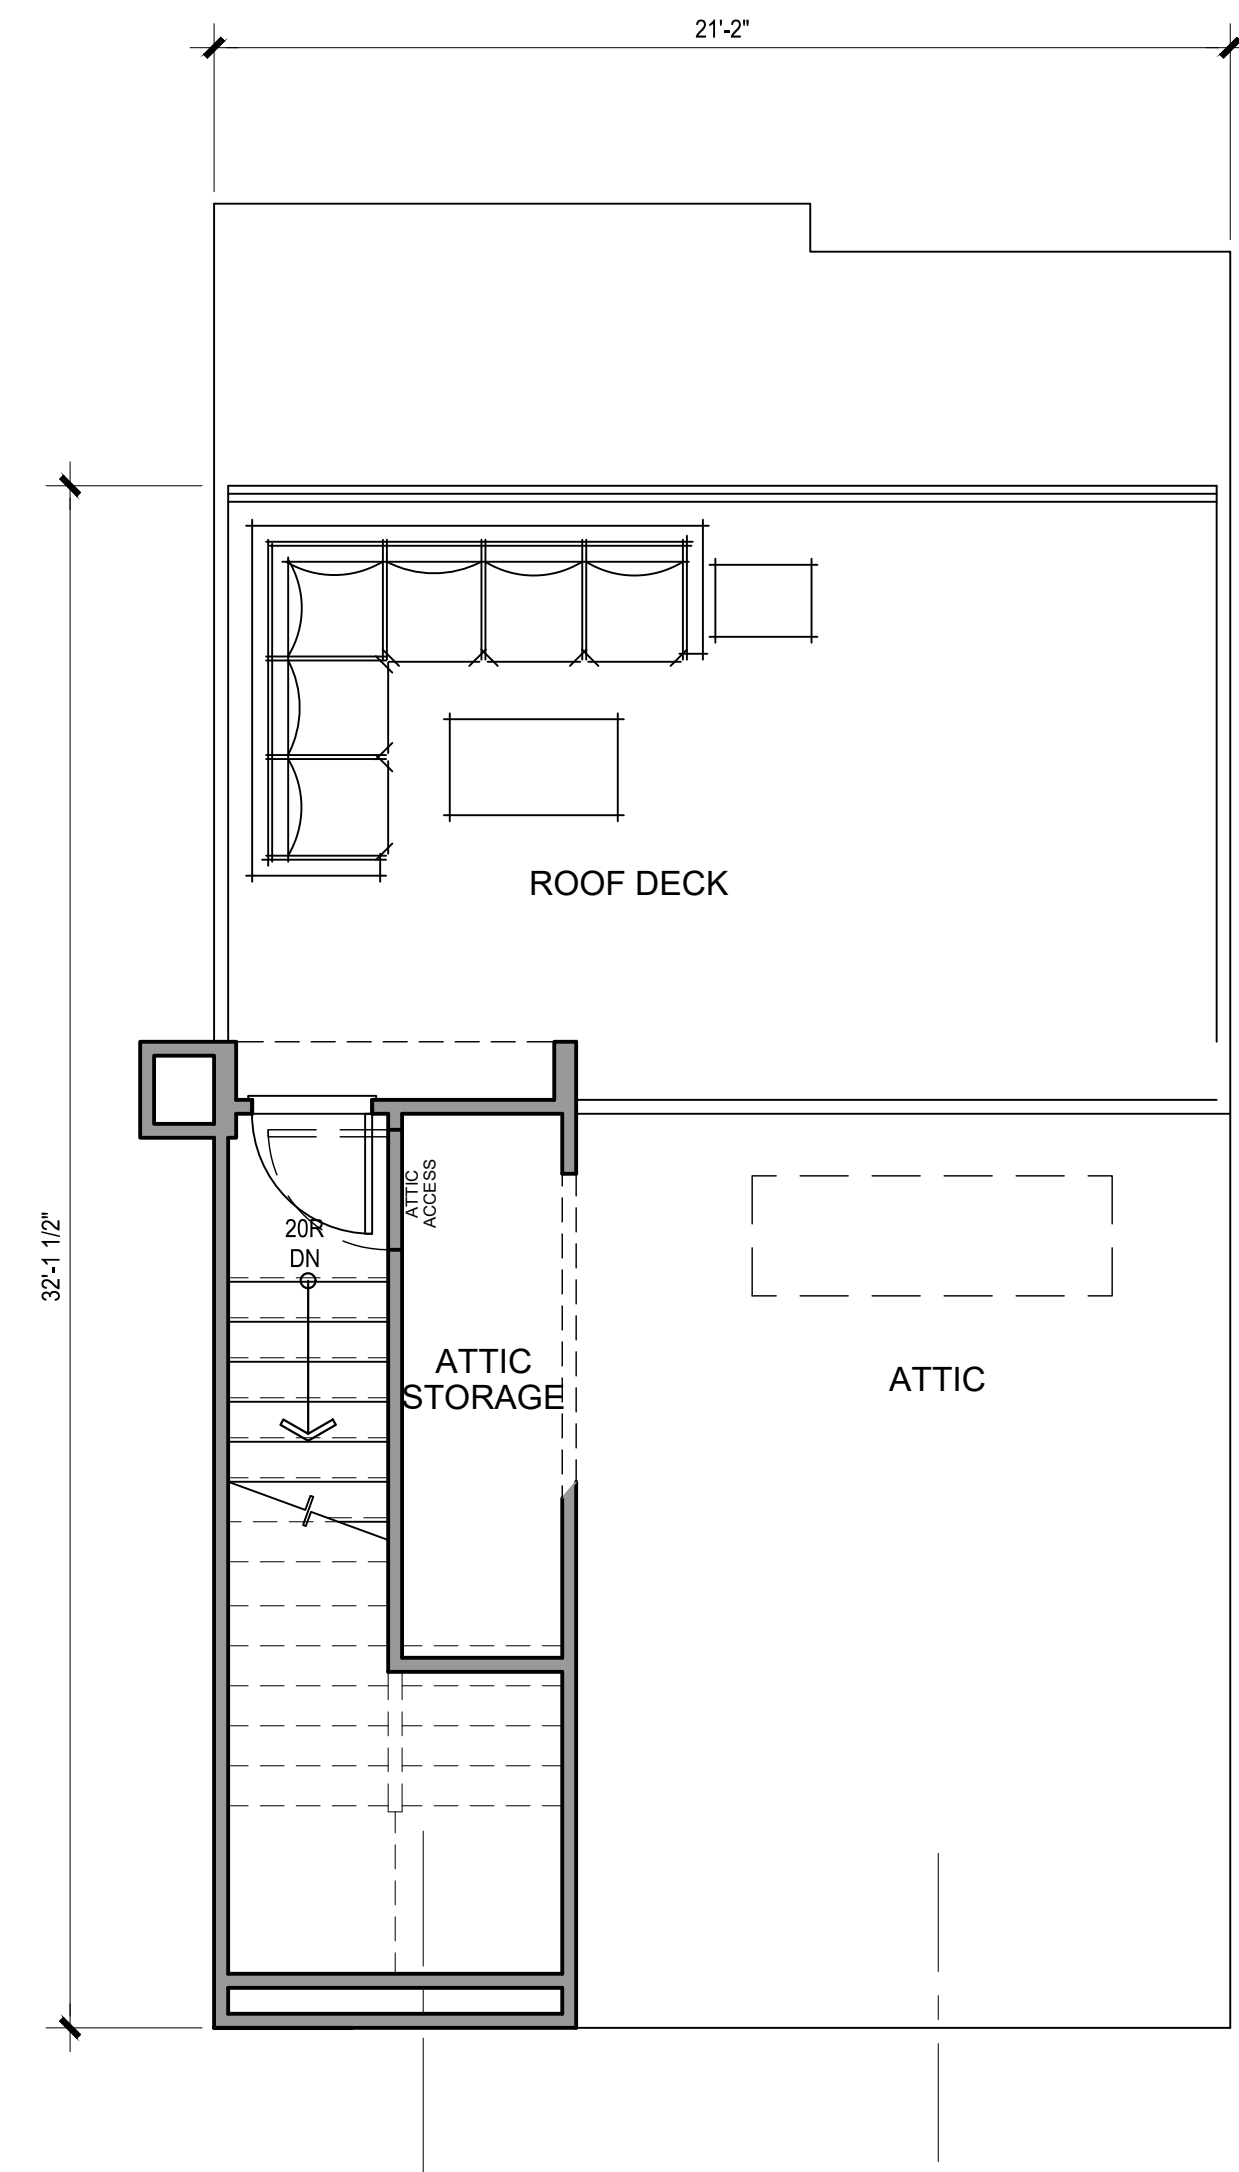 21'-2"
32'-1 1/2"
ROOF DECK
ATTIC
ACCESS
20R
DN
ATTIC
STORAGE
ATTIC